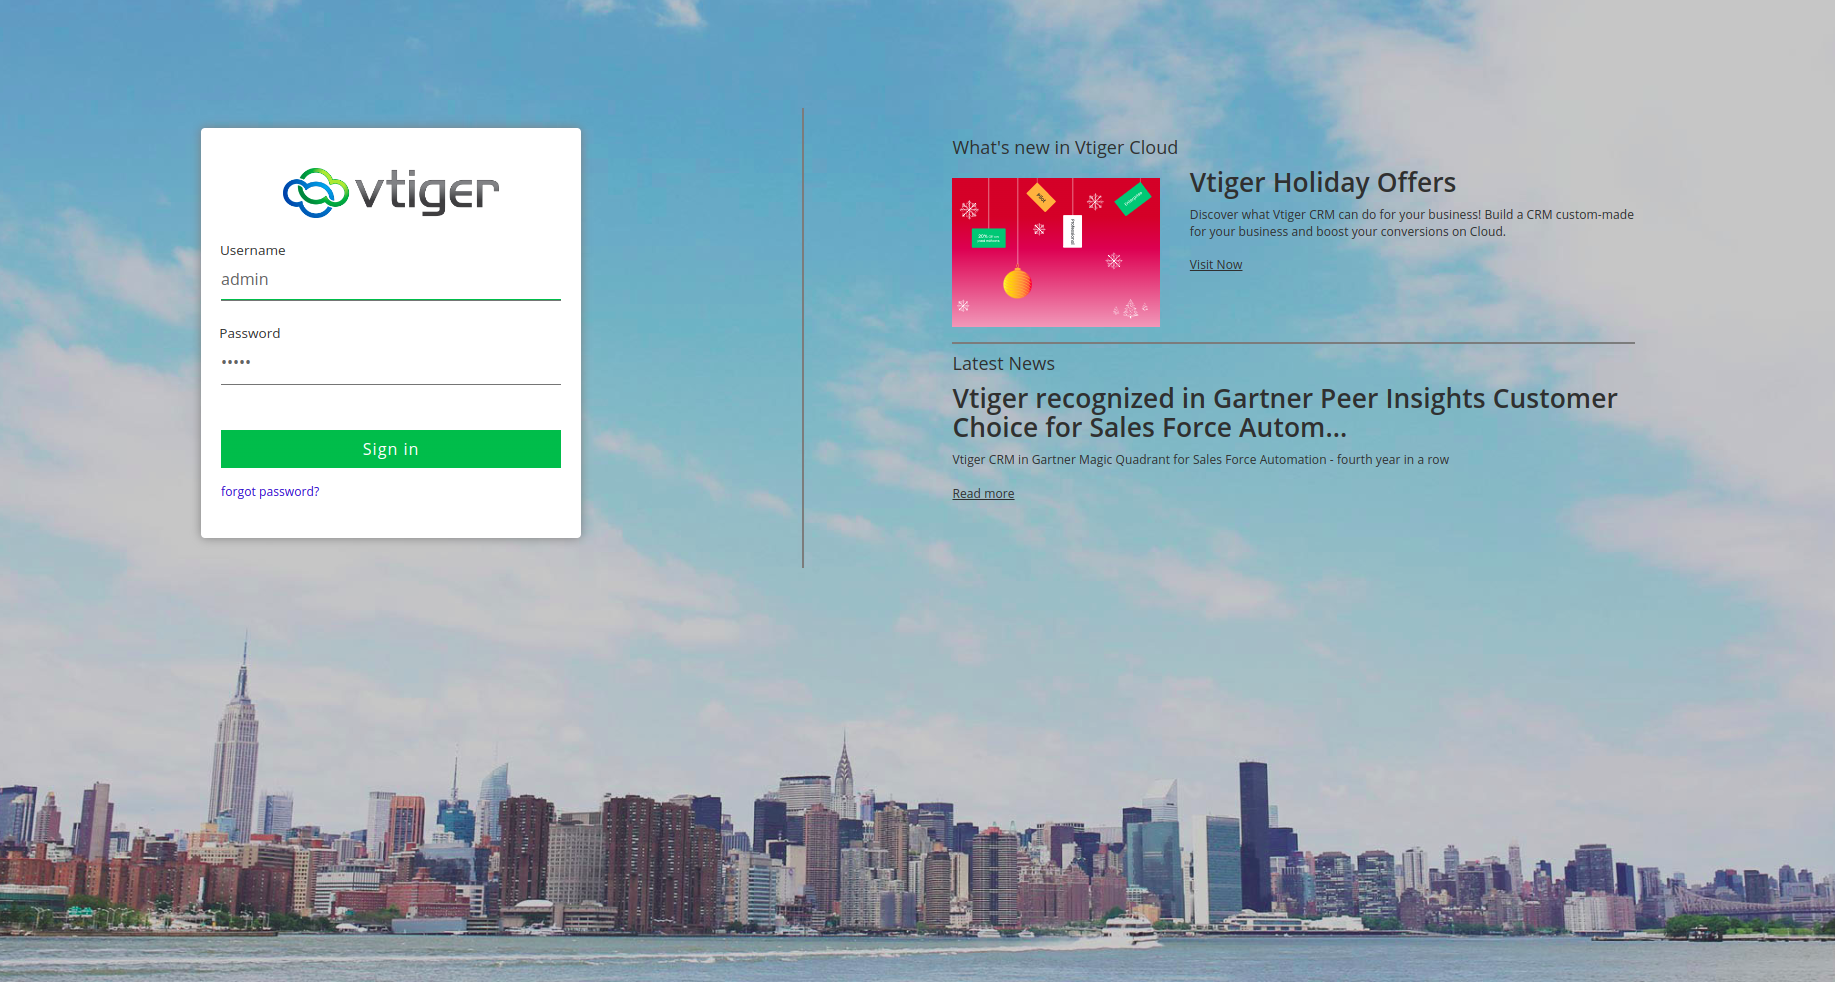 vtiger
Username
admin
Password
•••••
Sign in
forgot password?
What's new in Vtiger Cloud
Vtiger Holiday Offers
Discover what Vtiger CRM can do for your business! Build a CRM custom-made
for your business and boost your conversions on Cloud.
Visit Now
Pilot
Professional
20%
Latest News
Vtiger recognized in Gartner Peer Insights Customer
Choice for Sales Force Autom...
Vtiger CRM in Gartner Magic Quadrant for Sales Force Automation - fourth year in a row
Read more